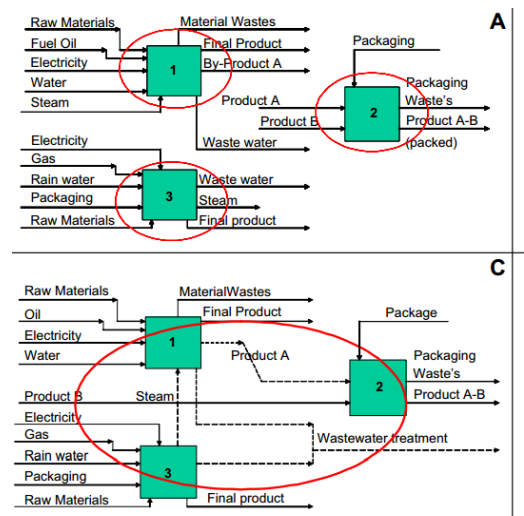 A
Raw Materials
Material Wastes
Fuel Oil
Final Product
Electricity
1
By-Product A
Water
Steam
Waste water
Packaging
Product A
Product B
2
Packaging
Waste's
Product A-B
(packed)
Electricity
Gas
Rain water
Packaging
Raw Materials
3
Waste water
Steam
Final product
C
Raw Materials
MaterialWastes
Oil
Final Product
Electricity
1
Water
Product A
Package
2
Packaging
Waste's
Product A-B
Product B
Steam
Electricity
Gas
Rain water
Packaging
Raw Materials
3
Wastewater treatment
Final product